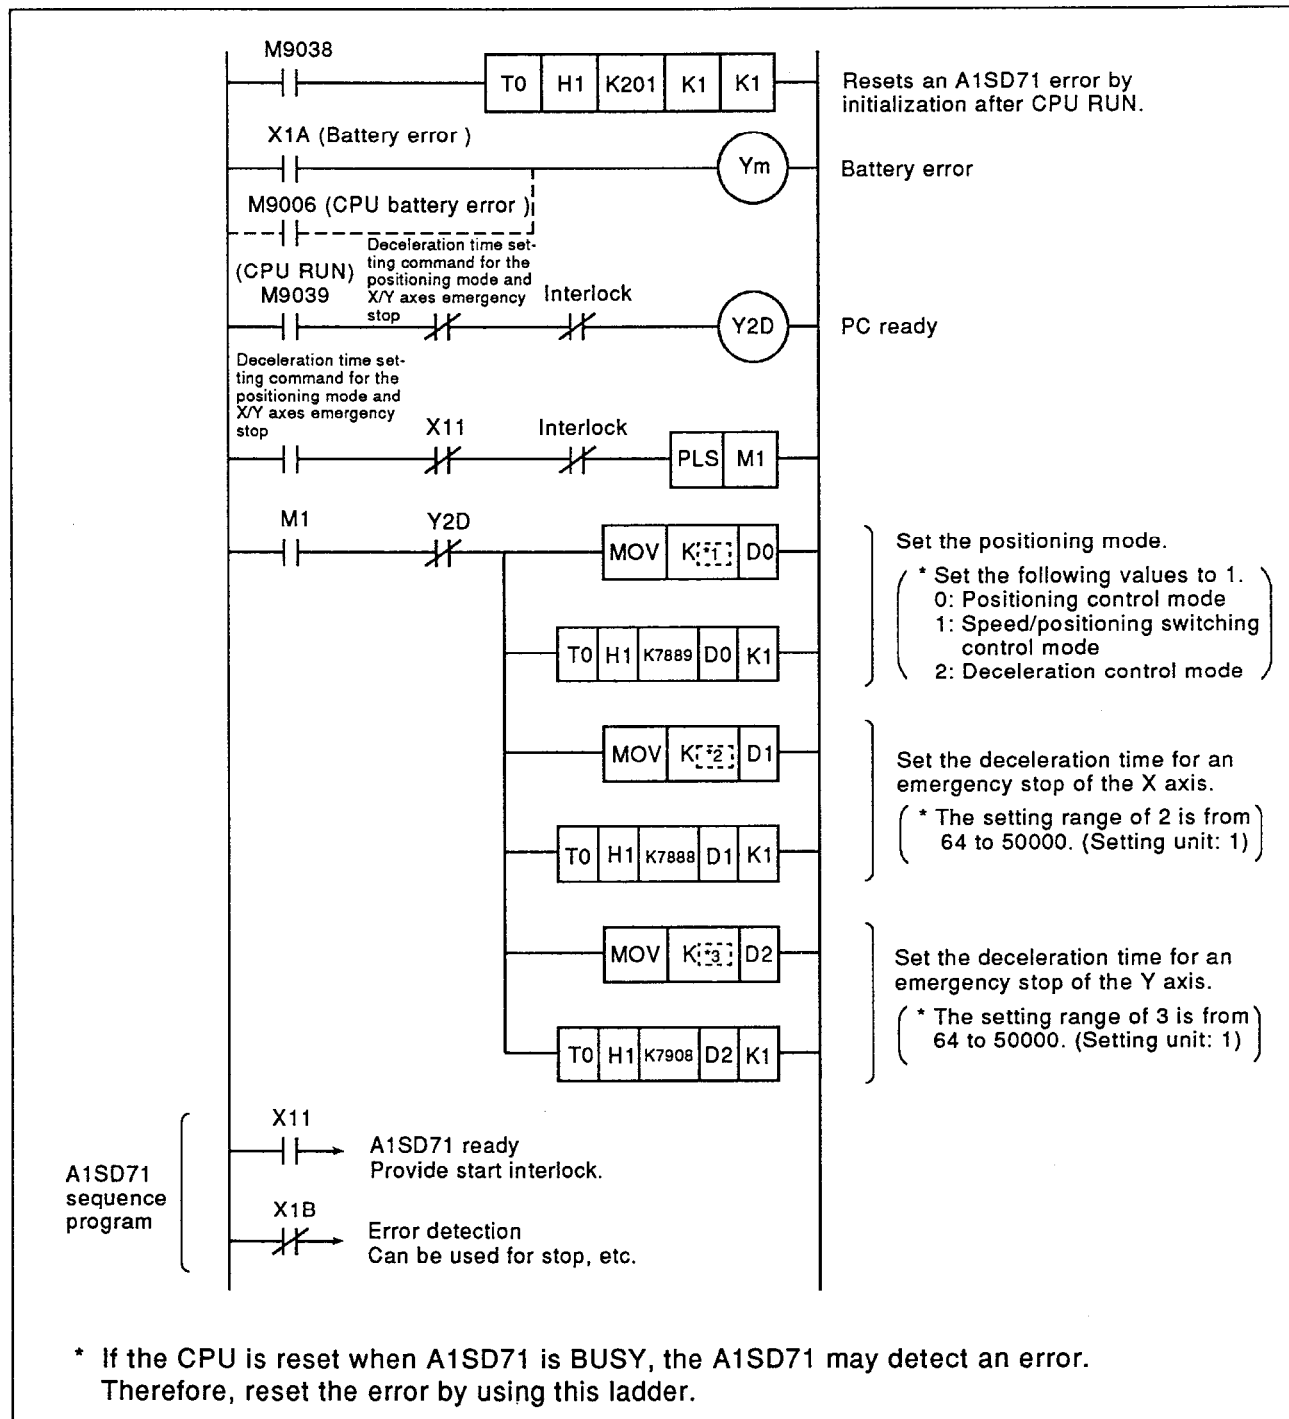 M9038
T0 H1 K201 K1 K1
Resets an A1SD71 error by
initialization after CPU RUN.
X1A (Battery error )
Ym
Battery error
M9006 (CPU battery error )
(CPU RUN)
M9039
Deceleration time set-
ting command for the
positioning mode and
X/Y axes emergency
stop
Interlock
Y2D
PC ready
Deceleration time set-
ting command for the
positioning mode and
X/Y axes emergency
stop
X11
Interlock
PLS M1
M1
Y2D
MOV K *1 D0
T0 H1 K7889 D0 K1
Set the positioning mode.
* Set the following values to 1.
0: Positioning control mode
1: Speed/positioning switching
control mode
2: Deceleration control mode
MOV K *2 D1
T0 H1 K7888 D1 K1
Set the deceleration time for an
emergency stop of the X axis.
* The setting range of 2 is from
64 to 50000. (Setting unit: 1)
MOV K *3 D2
T0 H1 K7908 D2 K1
Set the deceleration time for an
emergency stop of the Y axis.
* The setting range of 3 is from
64 to 50000. (Setting unit: 1)
A1SD71
sequence
program
X11
A1SD71 ready
Provide start interlock.
X1B
Error detection
Can be used for stop, etc.
* If the CPU is reset when A1SD71 is BUSY, the A1SD71 may detect an error.
Therefore, reset the error by using this ladder.